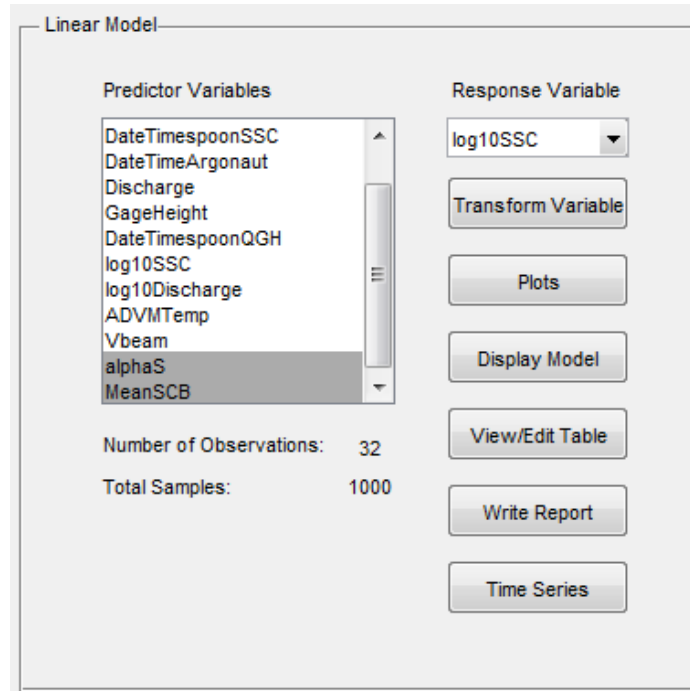 Linear Model
Predictor Variables
DateTimespoonSSC
DateTimeArgonaut
Discharge
GageHeight
DateTimespoonQGH
log10SSC
log10Discharge
ADVMTemp
Vbeam
alphaS
MeanSCB
Number of Observations: 32
Total Samples: 1000
Response Variable
log10SSC
Transform Variable
Plots
Display Model
View/Edit Table
Write Report
Time Series